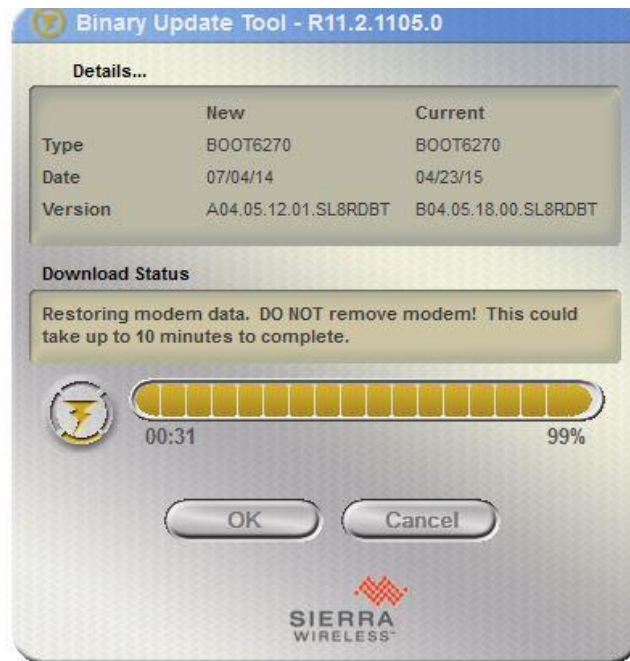 Binary Update Tool - R11.2.1105.0
Details...
New Current
Type BOOT6270 BOOT6270
Date 07/04/14 04/23/15
Version A04.05.12.01.SL8RDBT B04.05.18.00.SL8RDBT
Download Status
Restoring modem data. DO NOT remove modem! This could
take up to 10 minutes to complete.
00:31 99%
OK Cancel
SIERRA
WIRELESS™